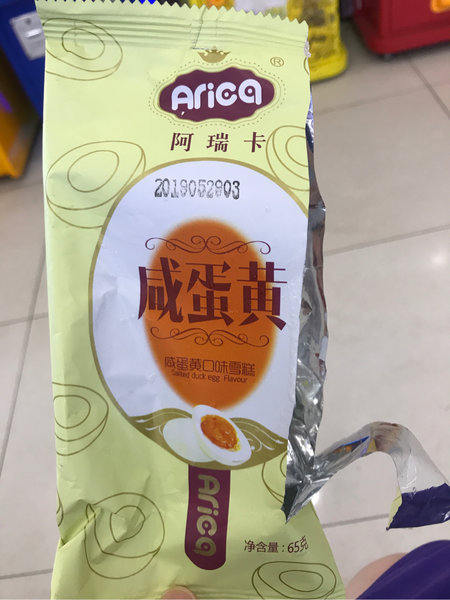 Arica
®
阿瑞卡
2019052903
咸蛋黄
咸蛋黄口味雪糕
Salted duck egg Flavour
Arica
净含量：65克